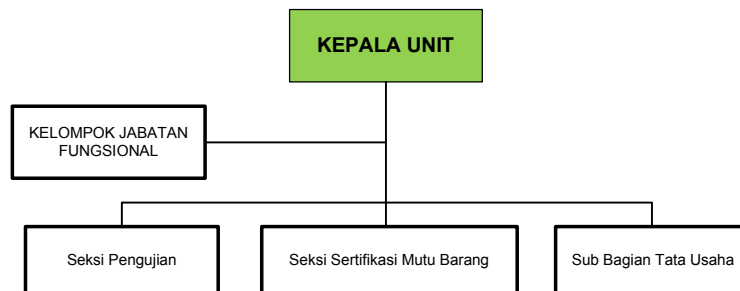 KEPALA UNIT
KELOMPOK JABATAN
FUNGSIONAL
Seksi Pengujian
Seksi Sertifikasi Mutu Barang
Sub Bagian Tata Usaha